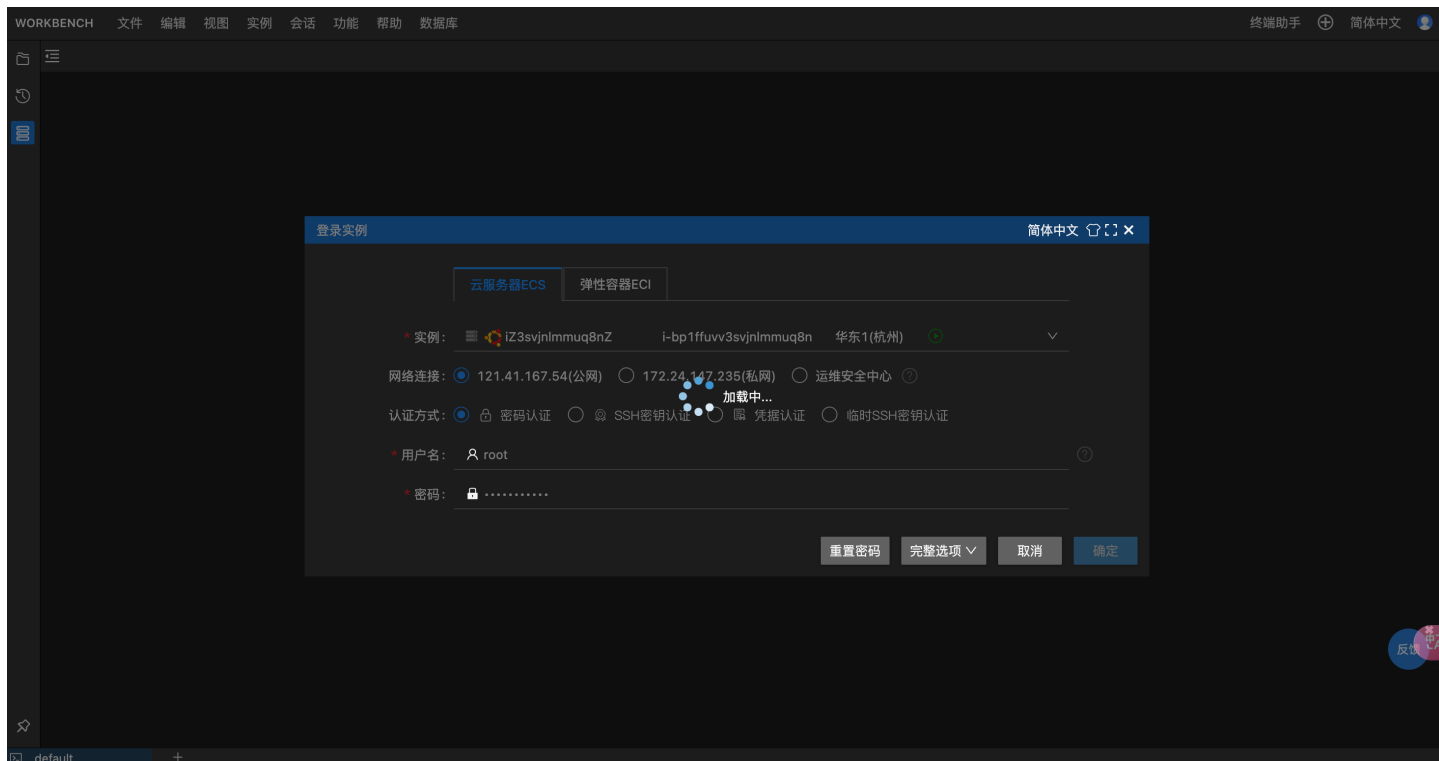 WORKBENCH 文件 编辑 视图 实例 会话 功能 帮助 数据库 终端助手 简体中文
登录实例 简体中文
云服务器ECS 弹性容器ECI
* 实例: iZ3svjnlmmuq8nZ i-bp1ffuvv3svjnlmmuq8n 华东1(杭州)
网络连接: 121.41.167.54(公网) 172.24.147.235(私网) 运维安全中心
加载中...
认证方式: 密码认证 SSH密钥认证 凭据认证 临时SSH密钥认证
* 用户名: root
* 密码: ···········
重置密码 完整选项 取消 确定
反馈
default